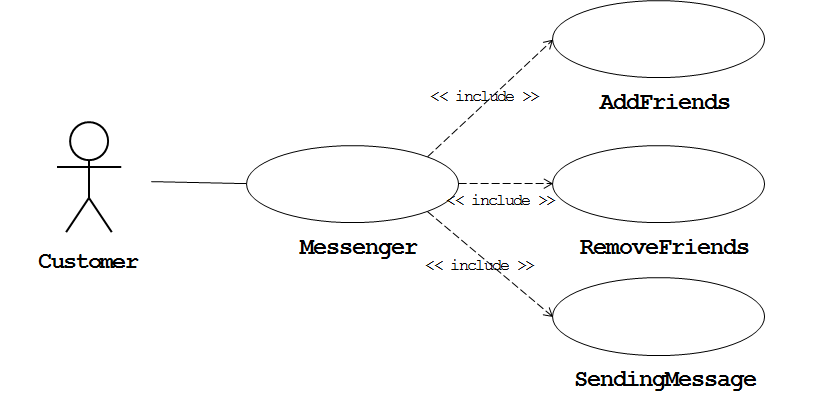 << include >>
AddFriends
<< include >>
Customer
Messenger
RemoveFriends
<< include >>
SendingMessage